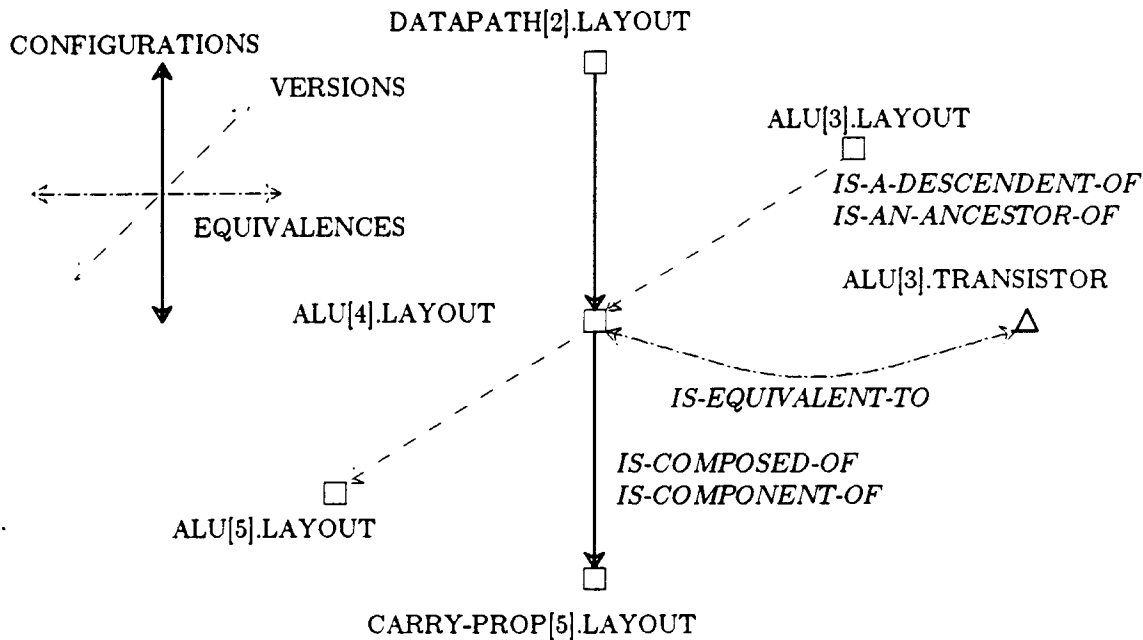 DATAPATH[2].LAYOUT
CONFIGURATIONS
VERSIONS
ALU[3].LAYOUT
IS-A-DESCENDENT-OF
IS-AN-ANCESTOR-OF
EQUIVALENCES
ALU[3].TRANSISTOR
ALU[4].LAYOUT
IS-EQUIVALENT-TO
IS-COMPOSED-OF
IS-COMPONENT-OF
ALU[5].LAYOUT
CARRY-PROP[5].LAYOUT